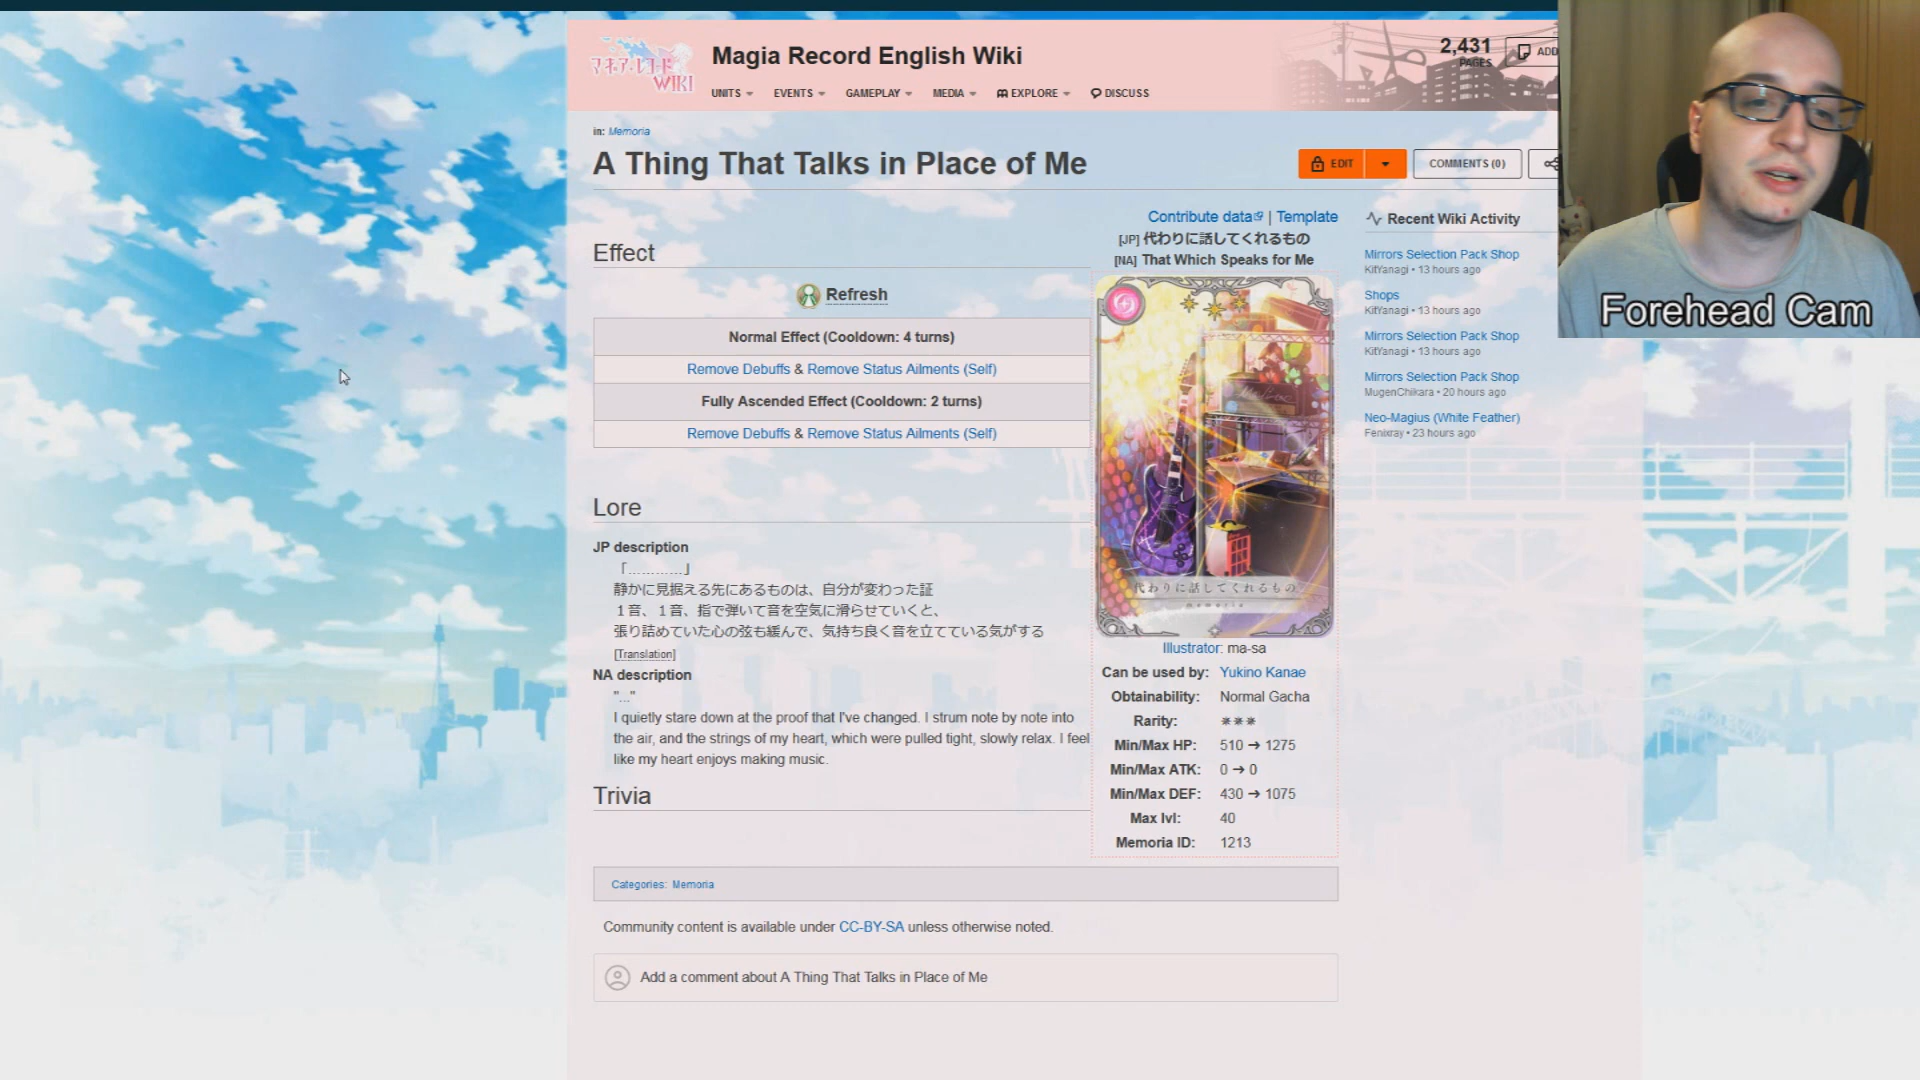 マギア・レコード
WIKI
Magia Record English Wiki
2,431
PAGES
ADD
UNITS
EVENTS
GAMEPLAY
MEDIA
EXPLORE
DISCUSS
in: Memoria
A Thing That Talks in Place of Me
EDIT
COMMENTS (0)
Contribute data | Template
[JP] 代わりに話してくれるもの
[NA] That Which Speaks for Me
Effect
Refresh
Normal Effect (Cooldown: 4 turns)
Remove Debuffs & Remove Status Ailments (Self)
Fully Ascended Effect (Cooldown: 2 turns)
Remove Debuffs & Remove Status Ailments (Self)
Lore
JP description
「…………」
静かに見据える先にあるものは、自分が変わった証
１音、１音、指で弾いて音を空気に滑らせていくと、
張り詰めていた心の弦も緩んで、気持ち良く音を立てている気がする
[Translation]
NA description
"..."
I quietly stare down at the proof that I've changed. I strum note by note into
the air, and the strings of my heart, which were pulled tight, slowly relax. I feel
like my heart enjoys making music.
Trivia
代わりに話してくれるもの
memoria
Illustrator: ma-sa
Can be used by: Yukino Kanae
Obtainability: Normal Gacha
Rarity: ✷✷✷
Min/Max HP: 510 ➔ 1275
Min/Max ATK: 0 ➔ 0
Min/Max DEF: 430 ➔ 1075
Max lvl: 40
Memoria ID: 1213
Recent Wiki Activity
Mirrors Selection Pack Shop
KitYanagi • 13 hours ago
Shops
KitYanagi • 13 hours ago
Mirrors Selection Pack Shop
KitYanagi • 13 hours ago
Mirrors Selection Pack Shop
MugenChikara • 20 hours ago
Neo-Magius (White Feather)
Fenixray • 23 hours ago
Forehead Cam
Categories: Memoria
Community content is available under CC-BY-SA unless otherwise noted.
Add a comment about A Thing That Talks in Place of Me